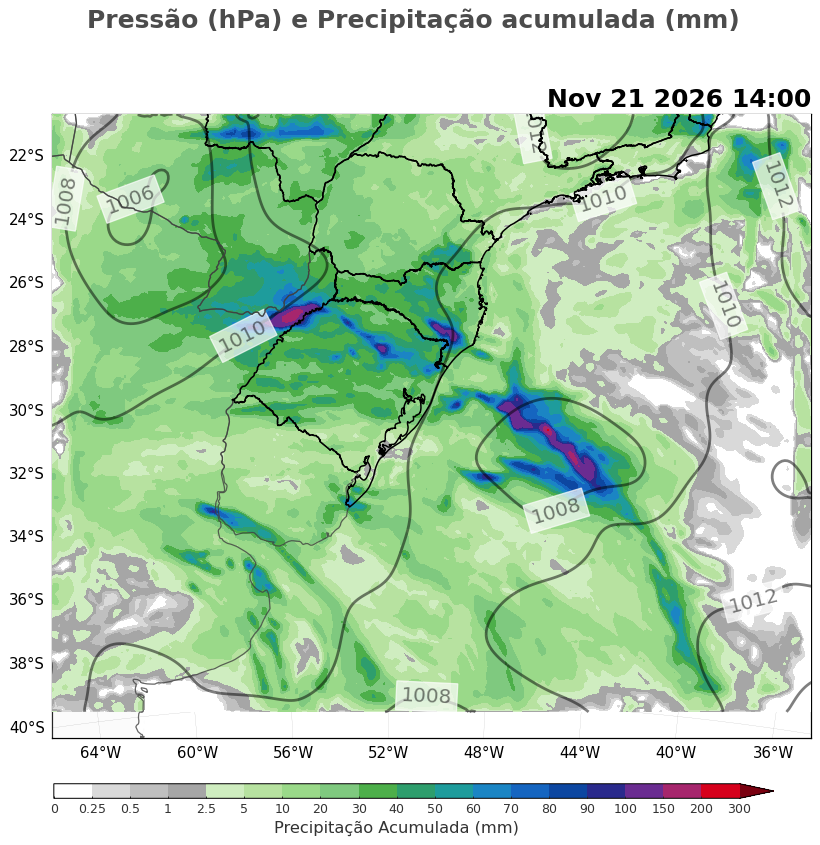 Pressão (hPa) e Precipitação acumulada (mm)
Nov 21 2026 14:00
1012
22°S
1008
1006
1010
1012
24°S
26°S
1010
28°S
1010
30°S
32°S
1008
34°S
36°S
1012
38°S
1008
40°S
64°W 60°W 56°W 52°W 48°W 44°W 40°W 36°W
0 0.25 0.5 1 2.5 5 10 20 30 40 50 60 70 80 90 100 150 200 300
Precipitação Acumulada (mm)